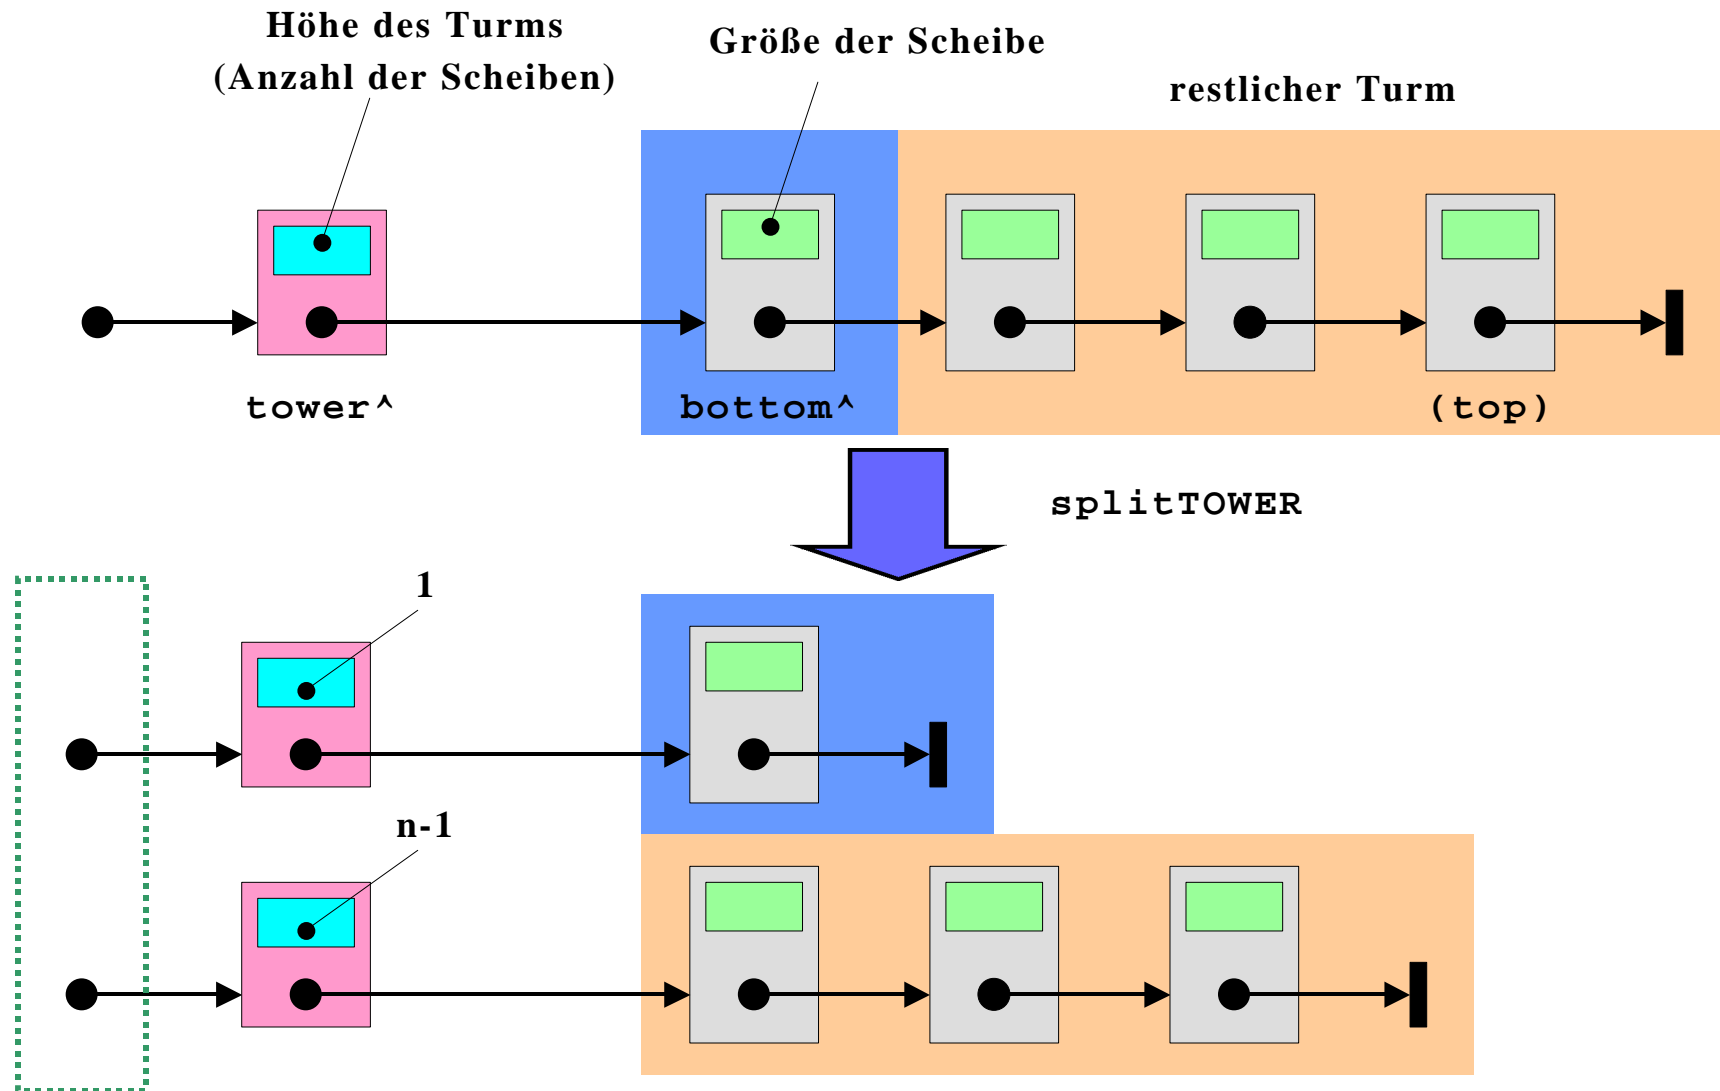 Höhe des Turms
(Anzahl der Scheiben)
Größe der Scheibe
restlicher Turm
tower^
bottom^
(top)
splitTOWER
1
n-1